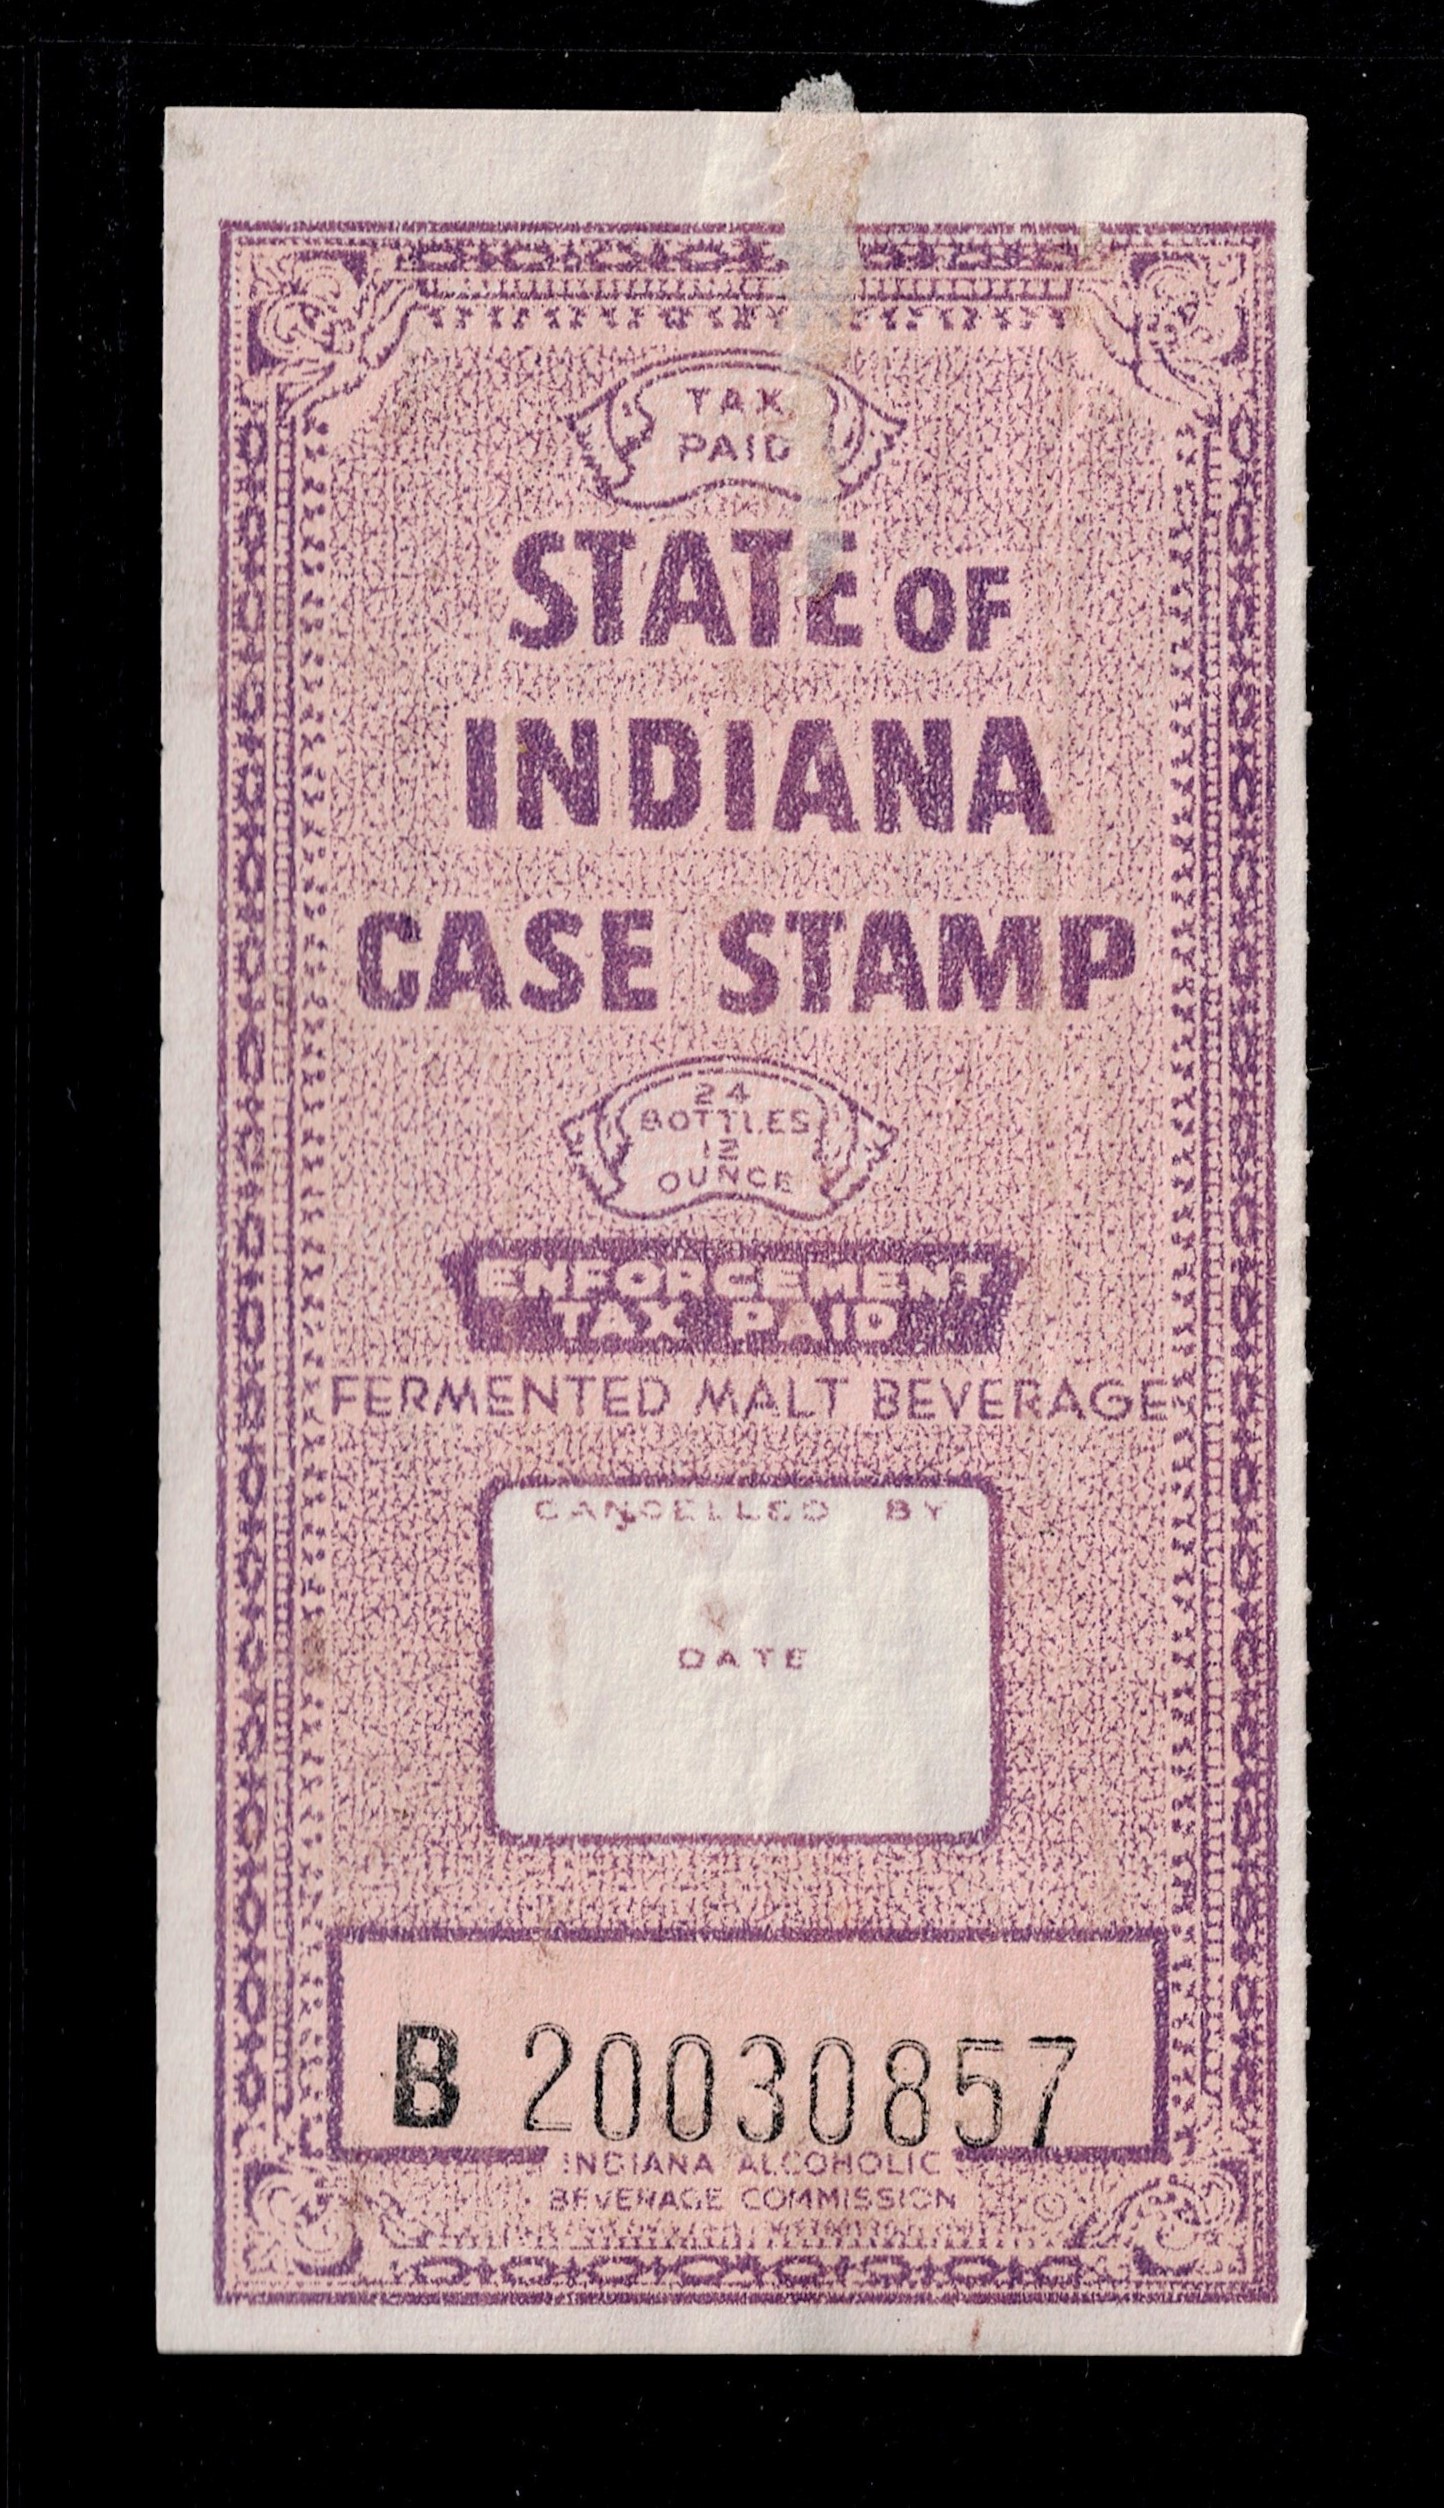 TAX
PAID
STATE OF
INDIANA
CASE STAMP
24
BOTTLES
12
OUNCE
ENFORCEMENT
TAX PAID
FERMENTED MALT BEVERAGE
CANCELLED BY
DATE
B 20030857
INDIANA ALCOHOLIC
BEVERAGE COMMISSION